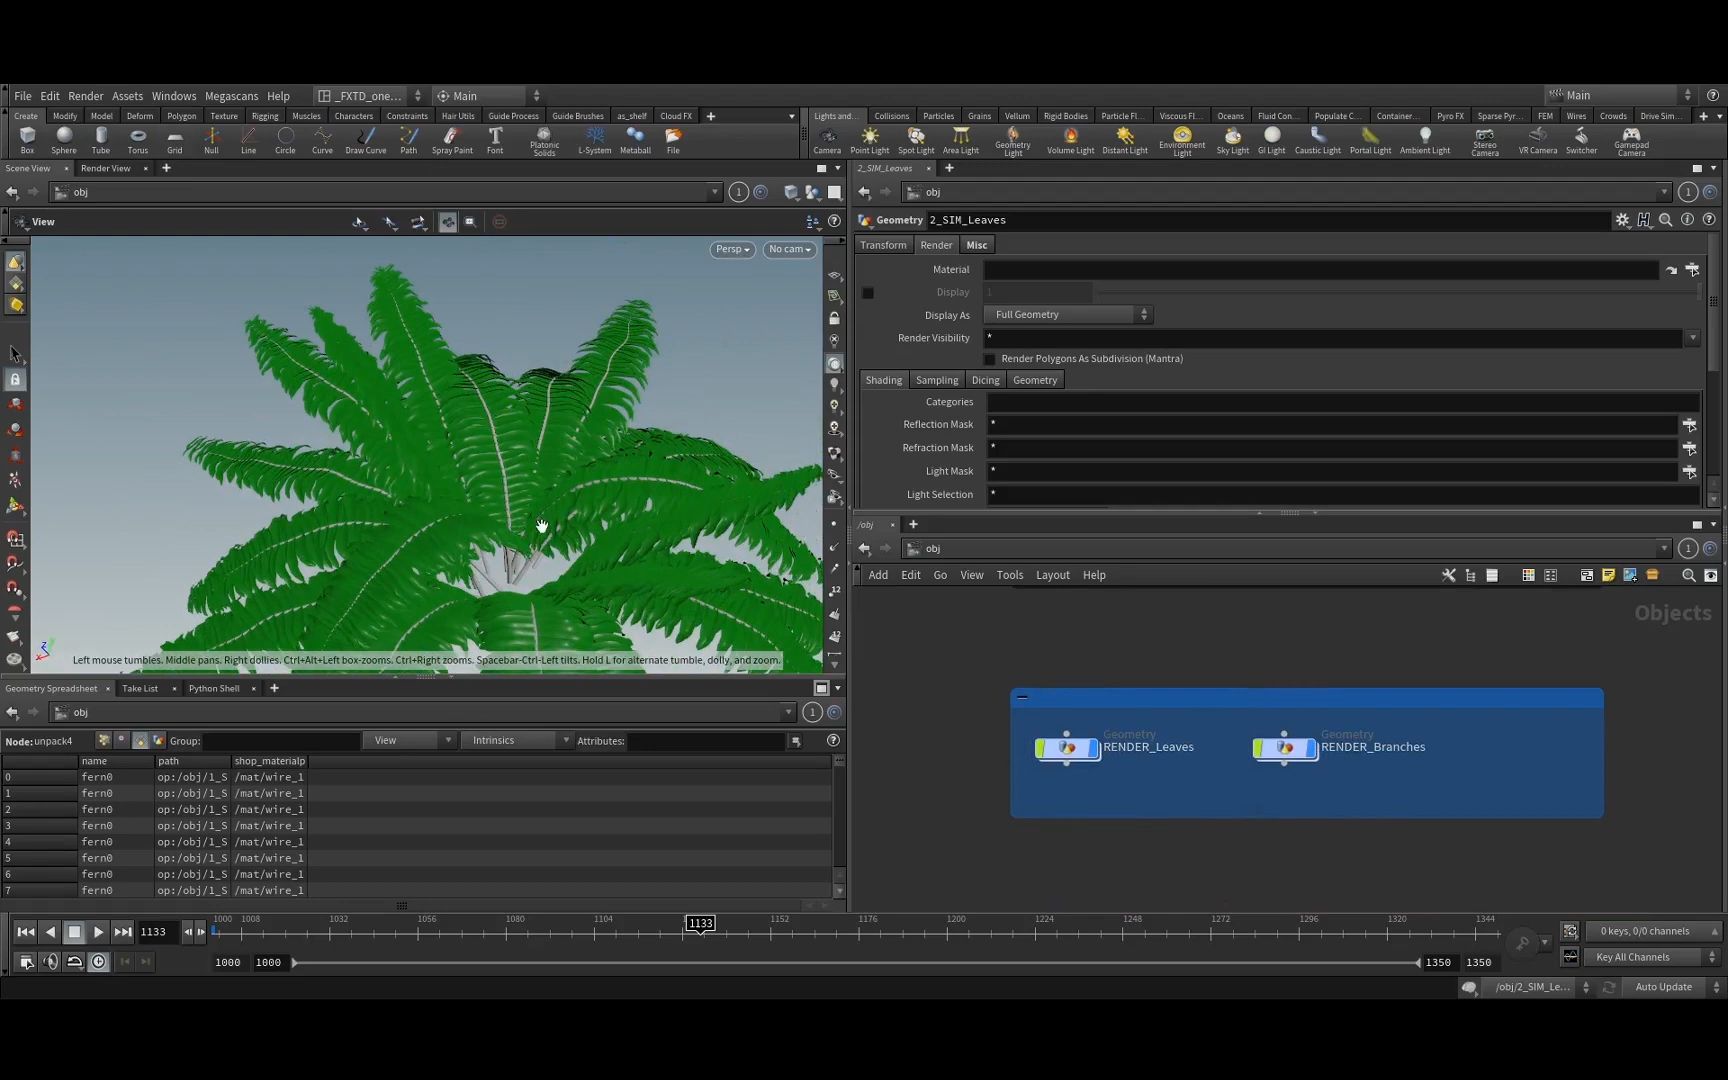 File Edit Render Assets Windows Megascans Help _FXTD_one... Main Main
Create Modify Model Deform Polygon Texture Rigging Muscles Characters Constraints Hair Utils Guide Process Guide Brushes as_shelf Cloud FX
Lights and... Collisions Particles Grains Vellum Rigid Bodies Particle Fl... Viscous Fl... Oceans Fluid Con... Populate C... Container... Pyro FX Sparse Pyr... FEM Wires Crowds Drive Sim...
Box Sphere Tube Torus Grid Null Line Circle Curve Draw Curve Path Spray Paint Font Platonic Solids L-System Metaball File
Camera Point Light Spot Light Area Light Geometry Light Volume Light Distant Light Environment Light Sky Light GI Light Caustic Light Portal Light Ambient Light Stereo Camera VR Camera Switcher Gamepad Camera
Scene View Render View
obj 1
View
Persp No cam
Left mouse tumbles. Middle pans. Right dollies. Ctrl+Alt+Left box-zooms. Ctrl+Right zooms. Spacebar-Ctrl-Left tilts. Hold L for alternate tumble, dolly, and zoom.
2_SIM_Leaves
obj 1
Geometry 2_SIM_Leaves
Transform Render Misc
Material
Display 1
Display As Full Geometry
Render Visibility *
Render Polygons As Subdivision (Mantra)
Shading Sampling Dicing Geometry
Categories
Reflection Mask *
Refraction Mask *
Light Mask *
Light Selection *
/obj
obj 1
Add Edit Go View Tools Layout Help
Objects
Geometry
RENDER_Leaves
Geometry
RENDER_Branches
Geometry Spreadsheet Take List Python Shell
obj 1
Node: unpack4 Group: View Intrinsics Attributes:
name path shop_materialp
0 fern0 op:/obj/1_S /mat/wire_1
1 fern0 op:/obj/1_S /mat/wire_1
2 fern0 op:/obj/1_S /mat/wire_1
3 fern0 op:/obj/1_S /mat/wire_1
4 fern0 op:/obj/1_S /mat/wire_1
5 fern0 op:/obj/1_S /mat/wire_1
6 fern0 op:/obj/1_S /mat/wire_1
7 fern0 op:/obj/1_S /mat/wire_1
1000 1008 1032 1056 1080 1104 1133 1152 1176 1200 1224 1248 1272 1296 1320 1344
1133 0 keys, 0/0 channels
1000 1000 1350 1350 Key All Channels
/obj/2_SIM_Le... Auto Update